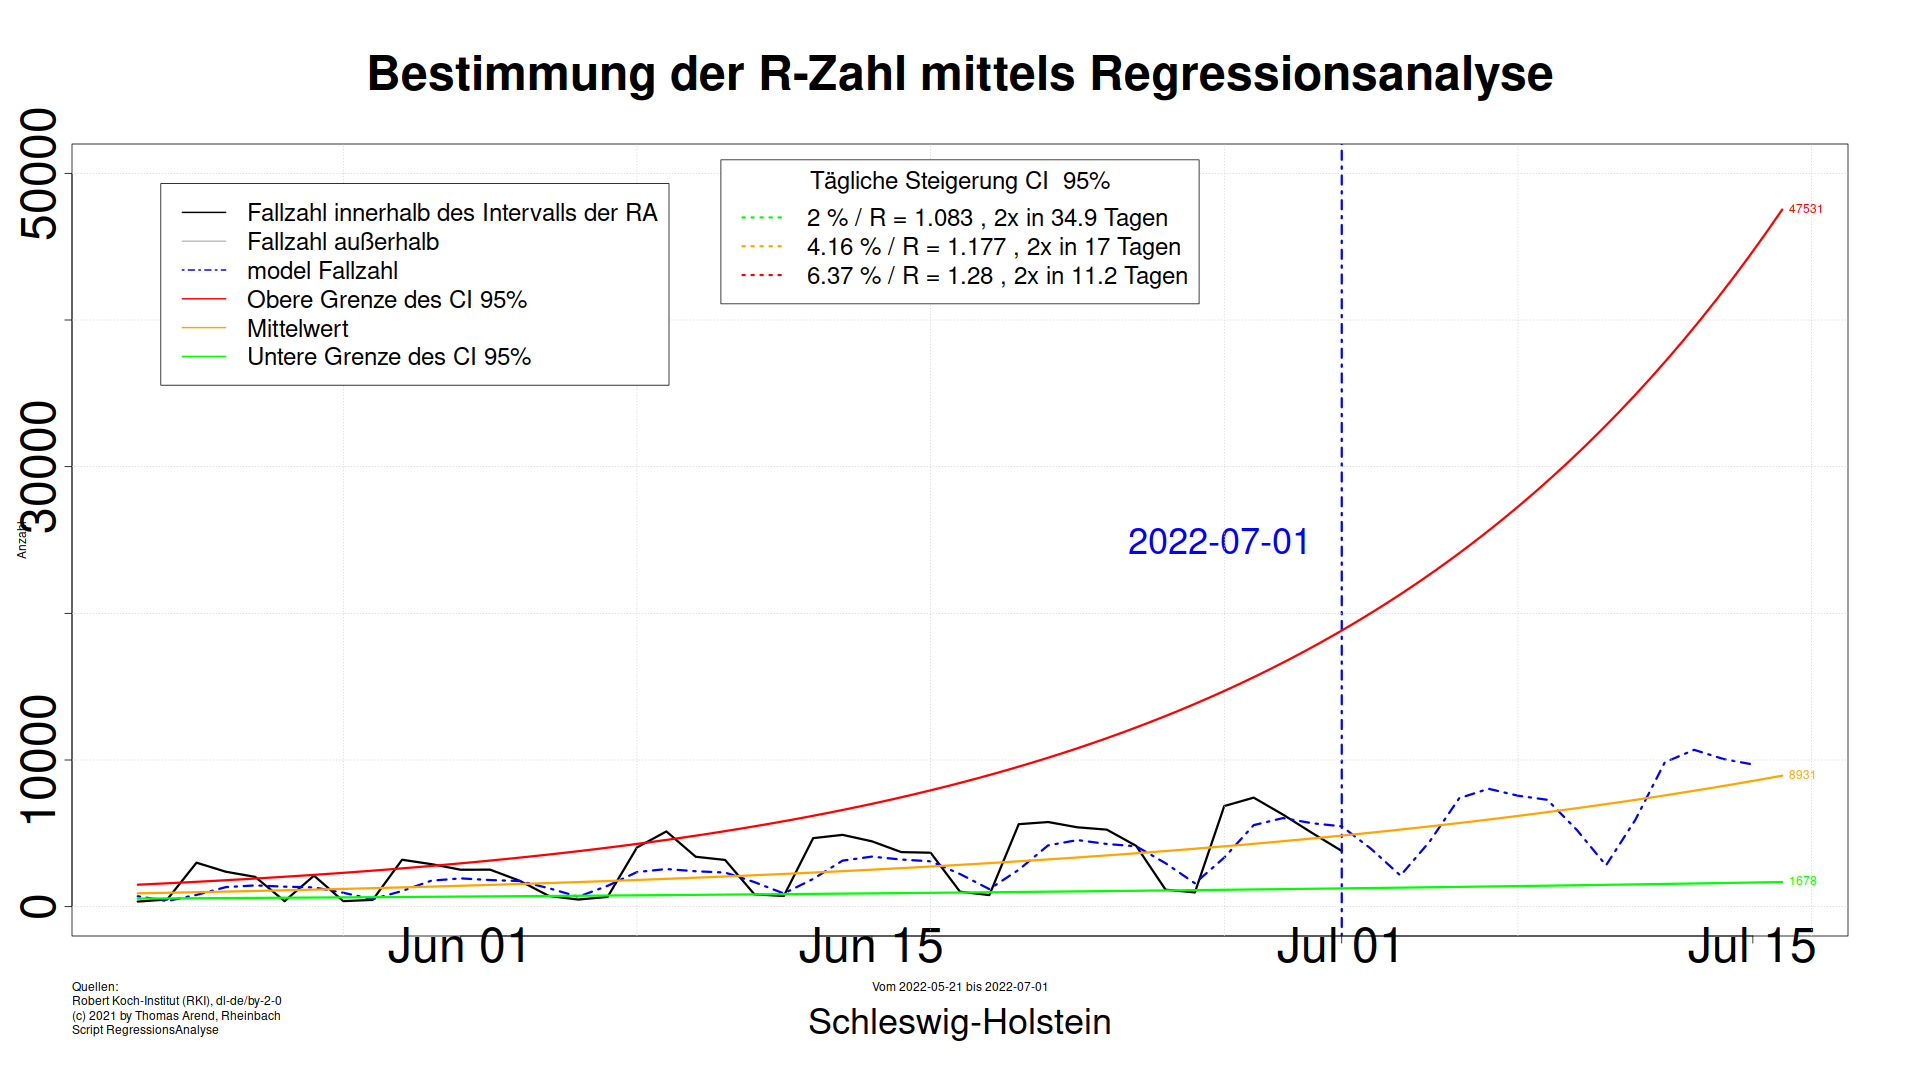 Bestimmung der R-Zahl mittels Regressionsanalyse
50000
30000
10000
0
Anzahl
Fallzahl innerhalb des Intervalls der RA
Fallzahl außerhalb
model Fallzahl
Obere Grenze des CI 95%
Mittelwert
Untere Grenze des CI 95%
Tägliche Steigerung CI 95%
2 % / R = 1.083 , 2x in 34.9 Tagen
4.16 % / R = 1.177 , 2x in 17 Tagen
6.37 % / R = 1.28 , 2x in 11.2 Tagen
47531
2022-07-01
8931
1678
Jun 01
Jun 15
Jul 01
Jul 15
Quellen:
Robert Koch-Institut (RKI), dl-de/by-2-0
(c) 2021 by Thomas Arend, Rheinbach
Script RegressionsAnalyse
Vom 2022-05-21 bis 2022-07-01
Schleswig-Holstein